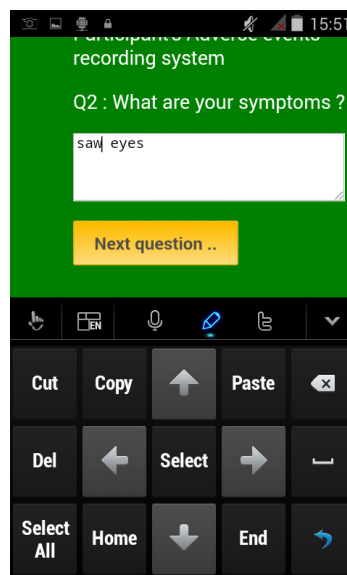 15:51
Participant's Adverse events
recording system
Q2 : What are your symptoms ?
saw eyes
Next question ..
EN
Cut
Copy
Paste
Del
Select
Select
All
Home
End